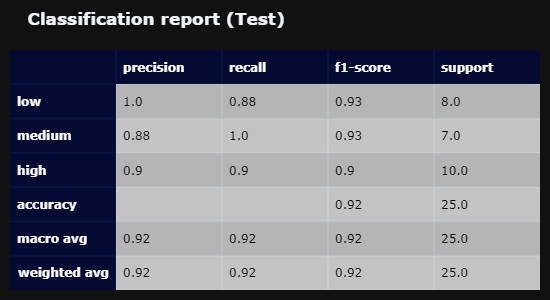 Classification report (Test)
precision recall f1-score support
low 1.0 0.88 0.93 8.0
medium 0.88 1.0 0.93 7.0
high 0.9 0.9 0.9 10.0
accuracy 0.92 25.0
macro avg 0.92 0.92 0.92 25.0
weighted avg 0.92 0.92 0.92 25.0